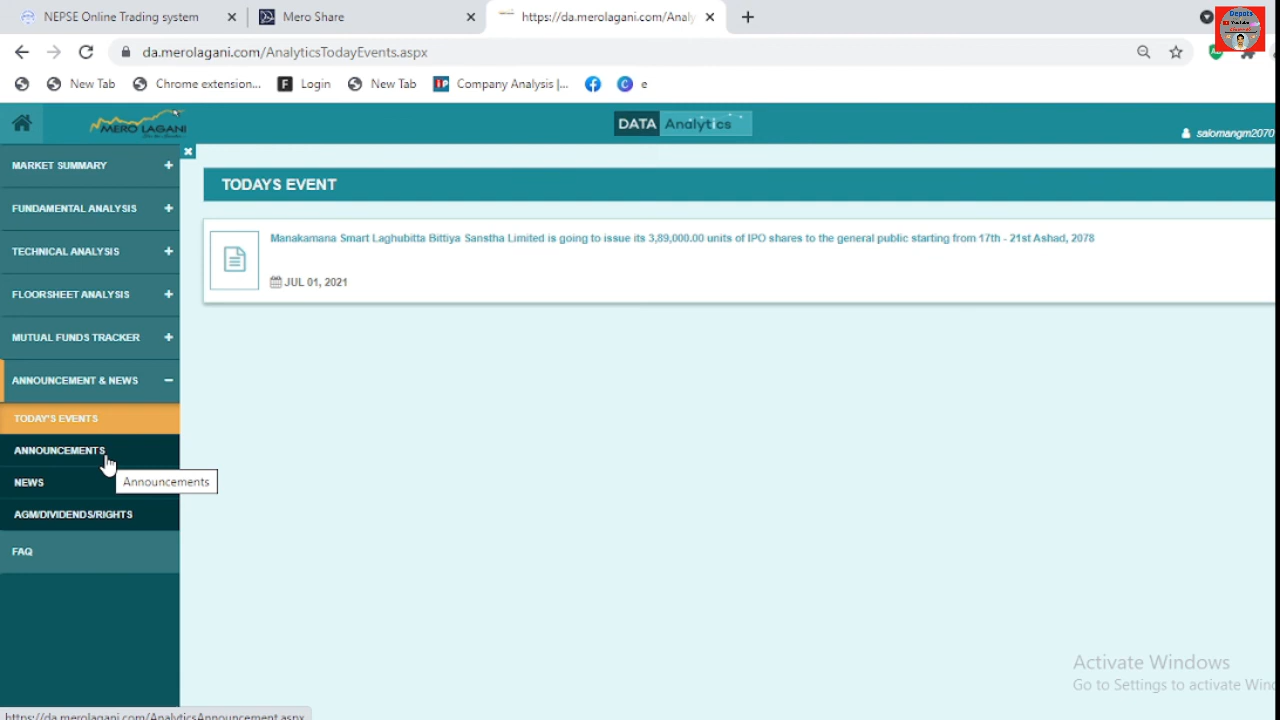 NEPSE Online Trading system
Mero Share
https://da.merolagani.com/Analy
da.merolagani.com/AnalyticsTodayEvents.aspx
New Tab
Chrome extension...
Login
New Tab
Company Analysis |...
e
MERO LAGANI
DATA Analytics
salomangm2070
MARKET SUMMARY
TODAYS EVENT
FUNDAMENTAL ANALYSIS
Manakamana Smart Laghubitta Bittiya Sanstha Limited is going to issue its 3,89,000.00 units of IPO shares to the general public starting from 17th - 21st Ashad, 2078
JUL 01, 2021
TECHNICAL ANALYSIS
FLOORSHEET ANALYSIS
MUTUAL FUNDS TRACKER
ANNOUNCEMENT & NEWS
TODAY'S EVENTS
ANNOUNCEMENTS
Announcements
NEWS
AGM/DIVIDENDS/RIGHTS
FAQ
Activate Windows
Go to Settings to activate Win
https://da.merolagani.com/AnalyticsAnnouncement.aspx